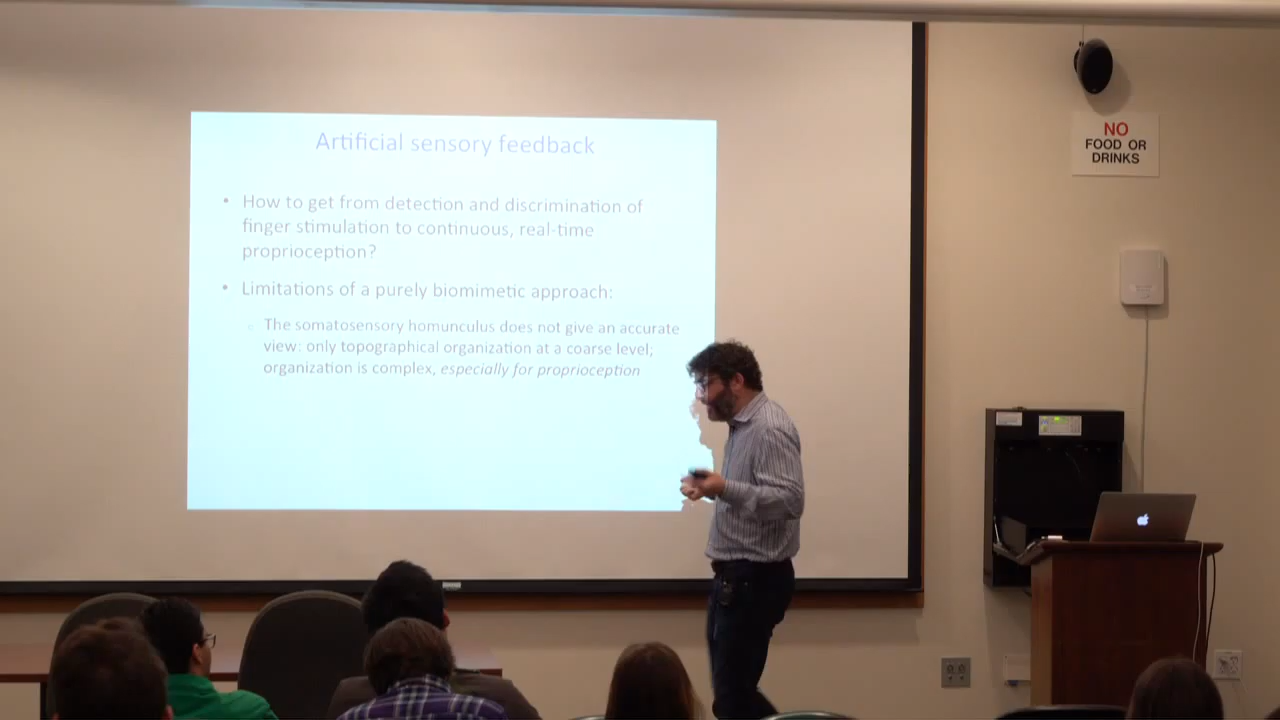 Artificial sensory feedback
• How to get from detection and discrimination of
finger stimulation to continuous, real-time
proprioception?
• Limitations of a purely biomimetic approach:
○ The somatosensory homunculus does not give an accurate
view: only topographical organization at a coarse level;
organization is complex, especially for proprioception
NO
FOOD OR
DRINKS